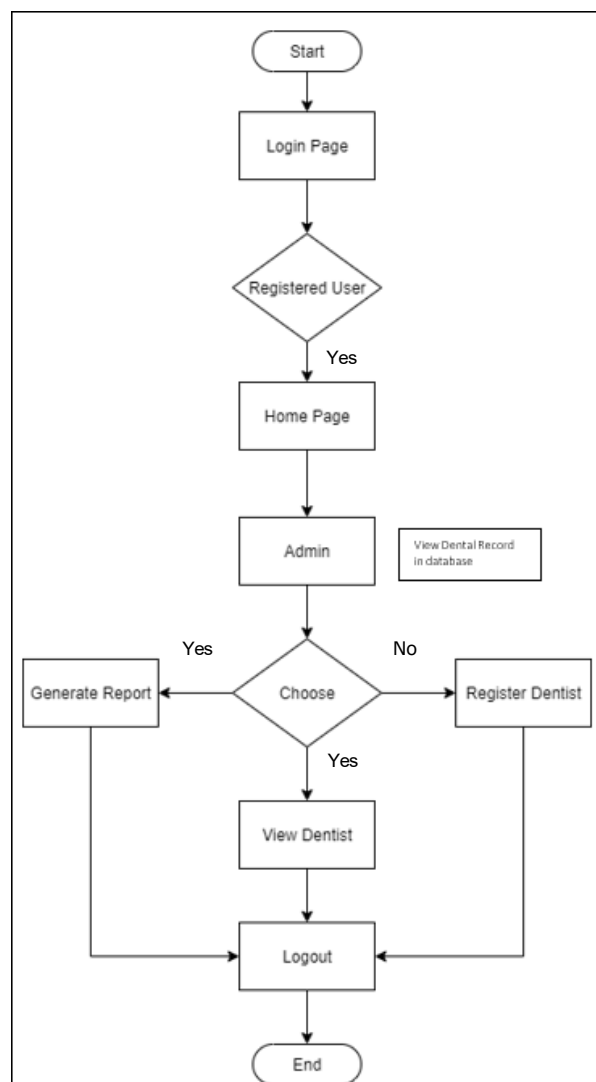 Start
Login Page
Registered User
Yes
Home Page
Admin
View Dental Record
in database
Yes
No
Generate Report
Choose
Register Dentist
Yes
View Dentist
Logout
End